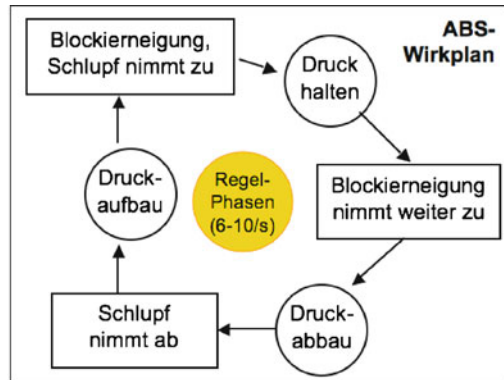 ABS-
Wirkplan
Blockierneigung,
Schlupf nimmt zu
Druck
halten
Blockierneigung
nimmt weiter zu
Druck-
abbau
Schlupf
nimmt ab
Druck-
aufbau
Regel-
Phasen
(6-10/s)